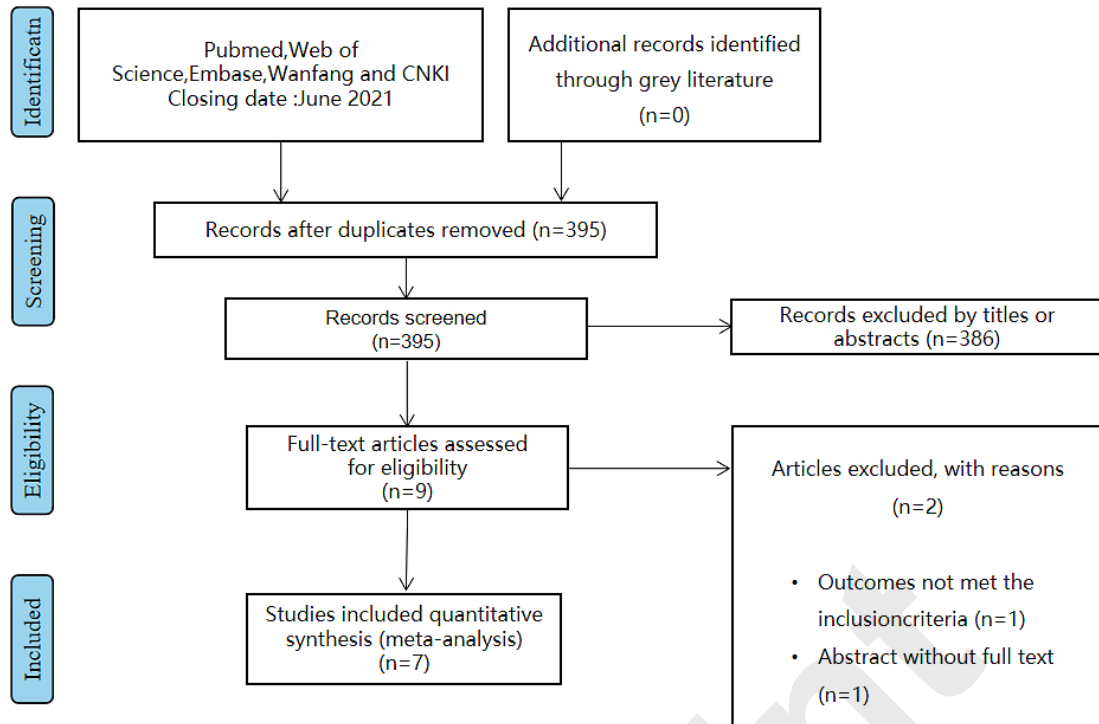 Identificatn
Pubmed,Web of
Science,Embase,Wanfang and CNKI
Closing date :June 2021
Additional records identified
through grey literature
(n=0)
Screening
Records after duplicates removed (n=395)
Records screened
(n=395)
Records excluded by titles or
abstracts (n=386)
Eligibility
Full-text articles assessed
for eligibility
(n=9)
Articles excluded, with reasons
(n=2)
• Outcomes not met the
inclusioncriteria (n=1)
• Abstract without full text
(n=1)
Included
Studies included quantitative
synthesis (meta-analysis)
(n=7)